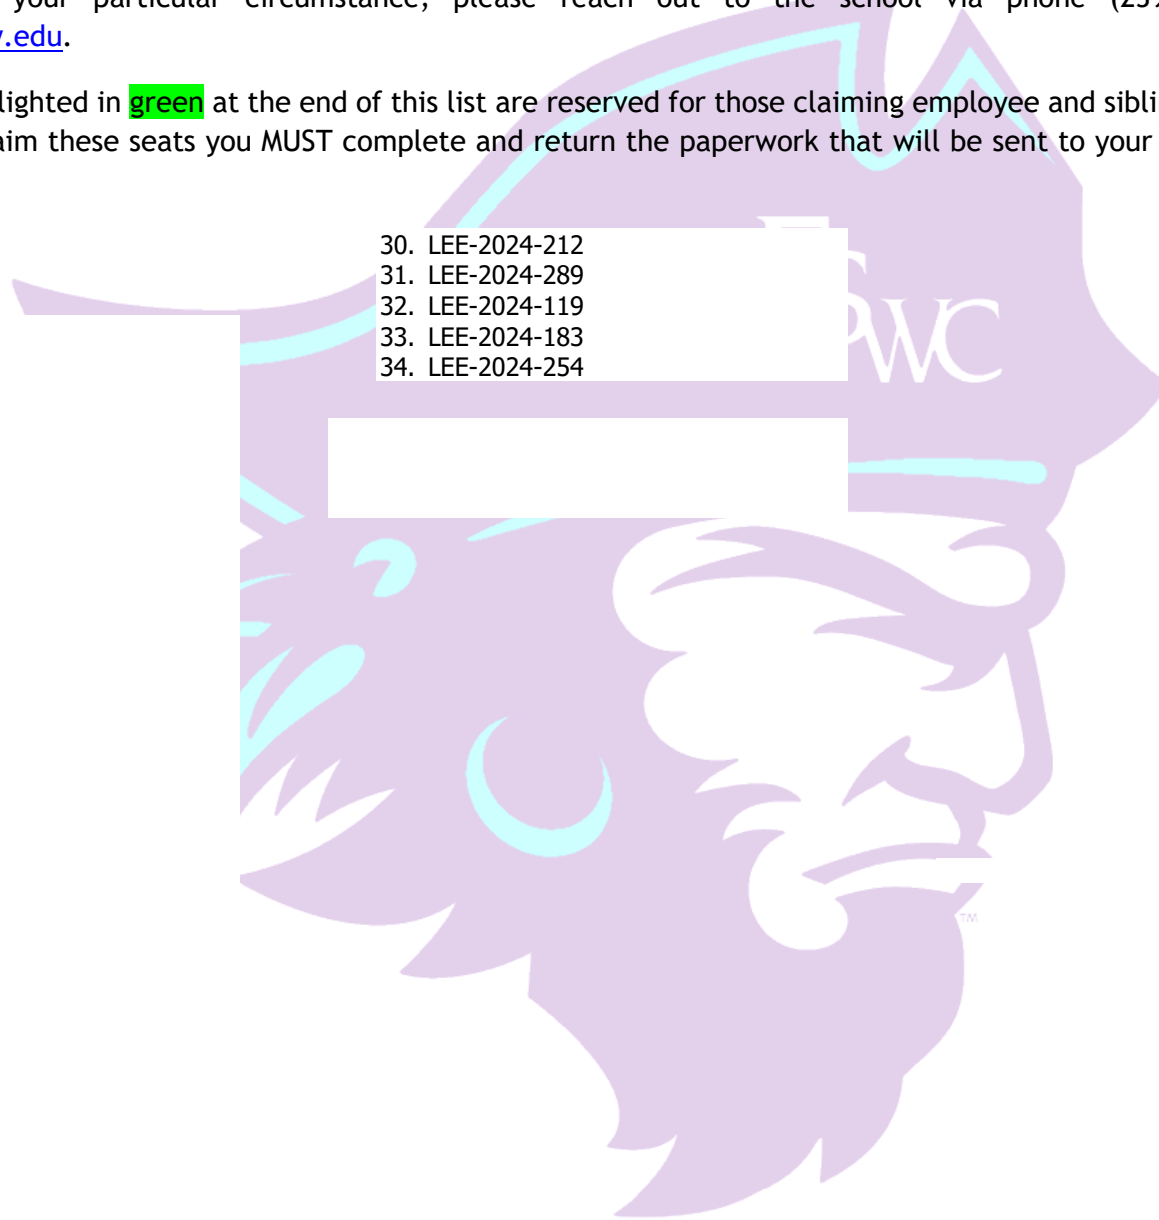 your particular circumstance, please reach out to the school via phone
.edu.
lighted in green at the end of this list are reserved for those claiming employee and
these seats you MUST complete and return the paperwork that will be sent to your
30. LEE-2024-212
31. LEE-2024-289
32. LEE-2024-119
33. LEE-2024-183
34. LEE-2024-254
WC
TM